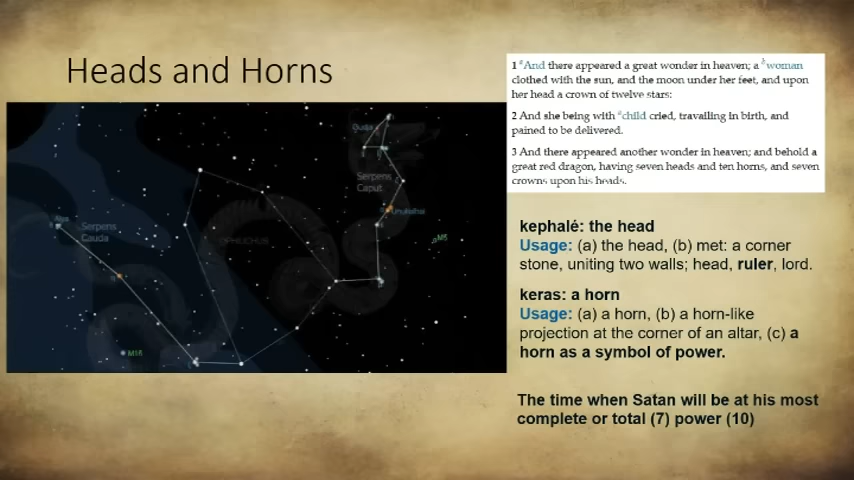 Heads and Horns
1 a And there appeared a great wonder in heaven; a b woman
clothed with the sun, and the moon under her feet, and upon
her head a crown of twelve stars:
2 And she being with a child cried, travailing in birth, and
pained to be delivered.
3 And there appeared another wonder in heaven; and behold a
great red dragon, having seven heads and ten horns, and seven
crowns upon his heads.
Serpens
Caput
Unukalhai
M5
Alya
Serpens
Cauda
OPHIUCHUS
M16
kephalé: the head
Usage: (a) the head, (b) met: a corner
stone, uniting two walls; head, ruler, lord.
keras: a horn
Usage: (a) a horn, (b) a horn-like
projection at the corner of an altar, (c) a
horn as a symbol of power.
The time when Satan will be at his most
complete or total (7) power (10)